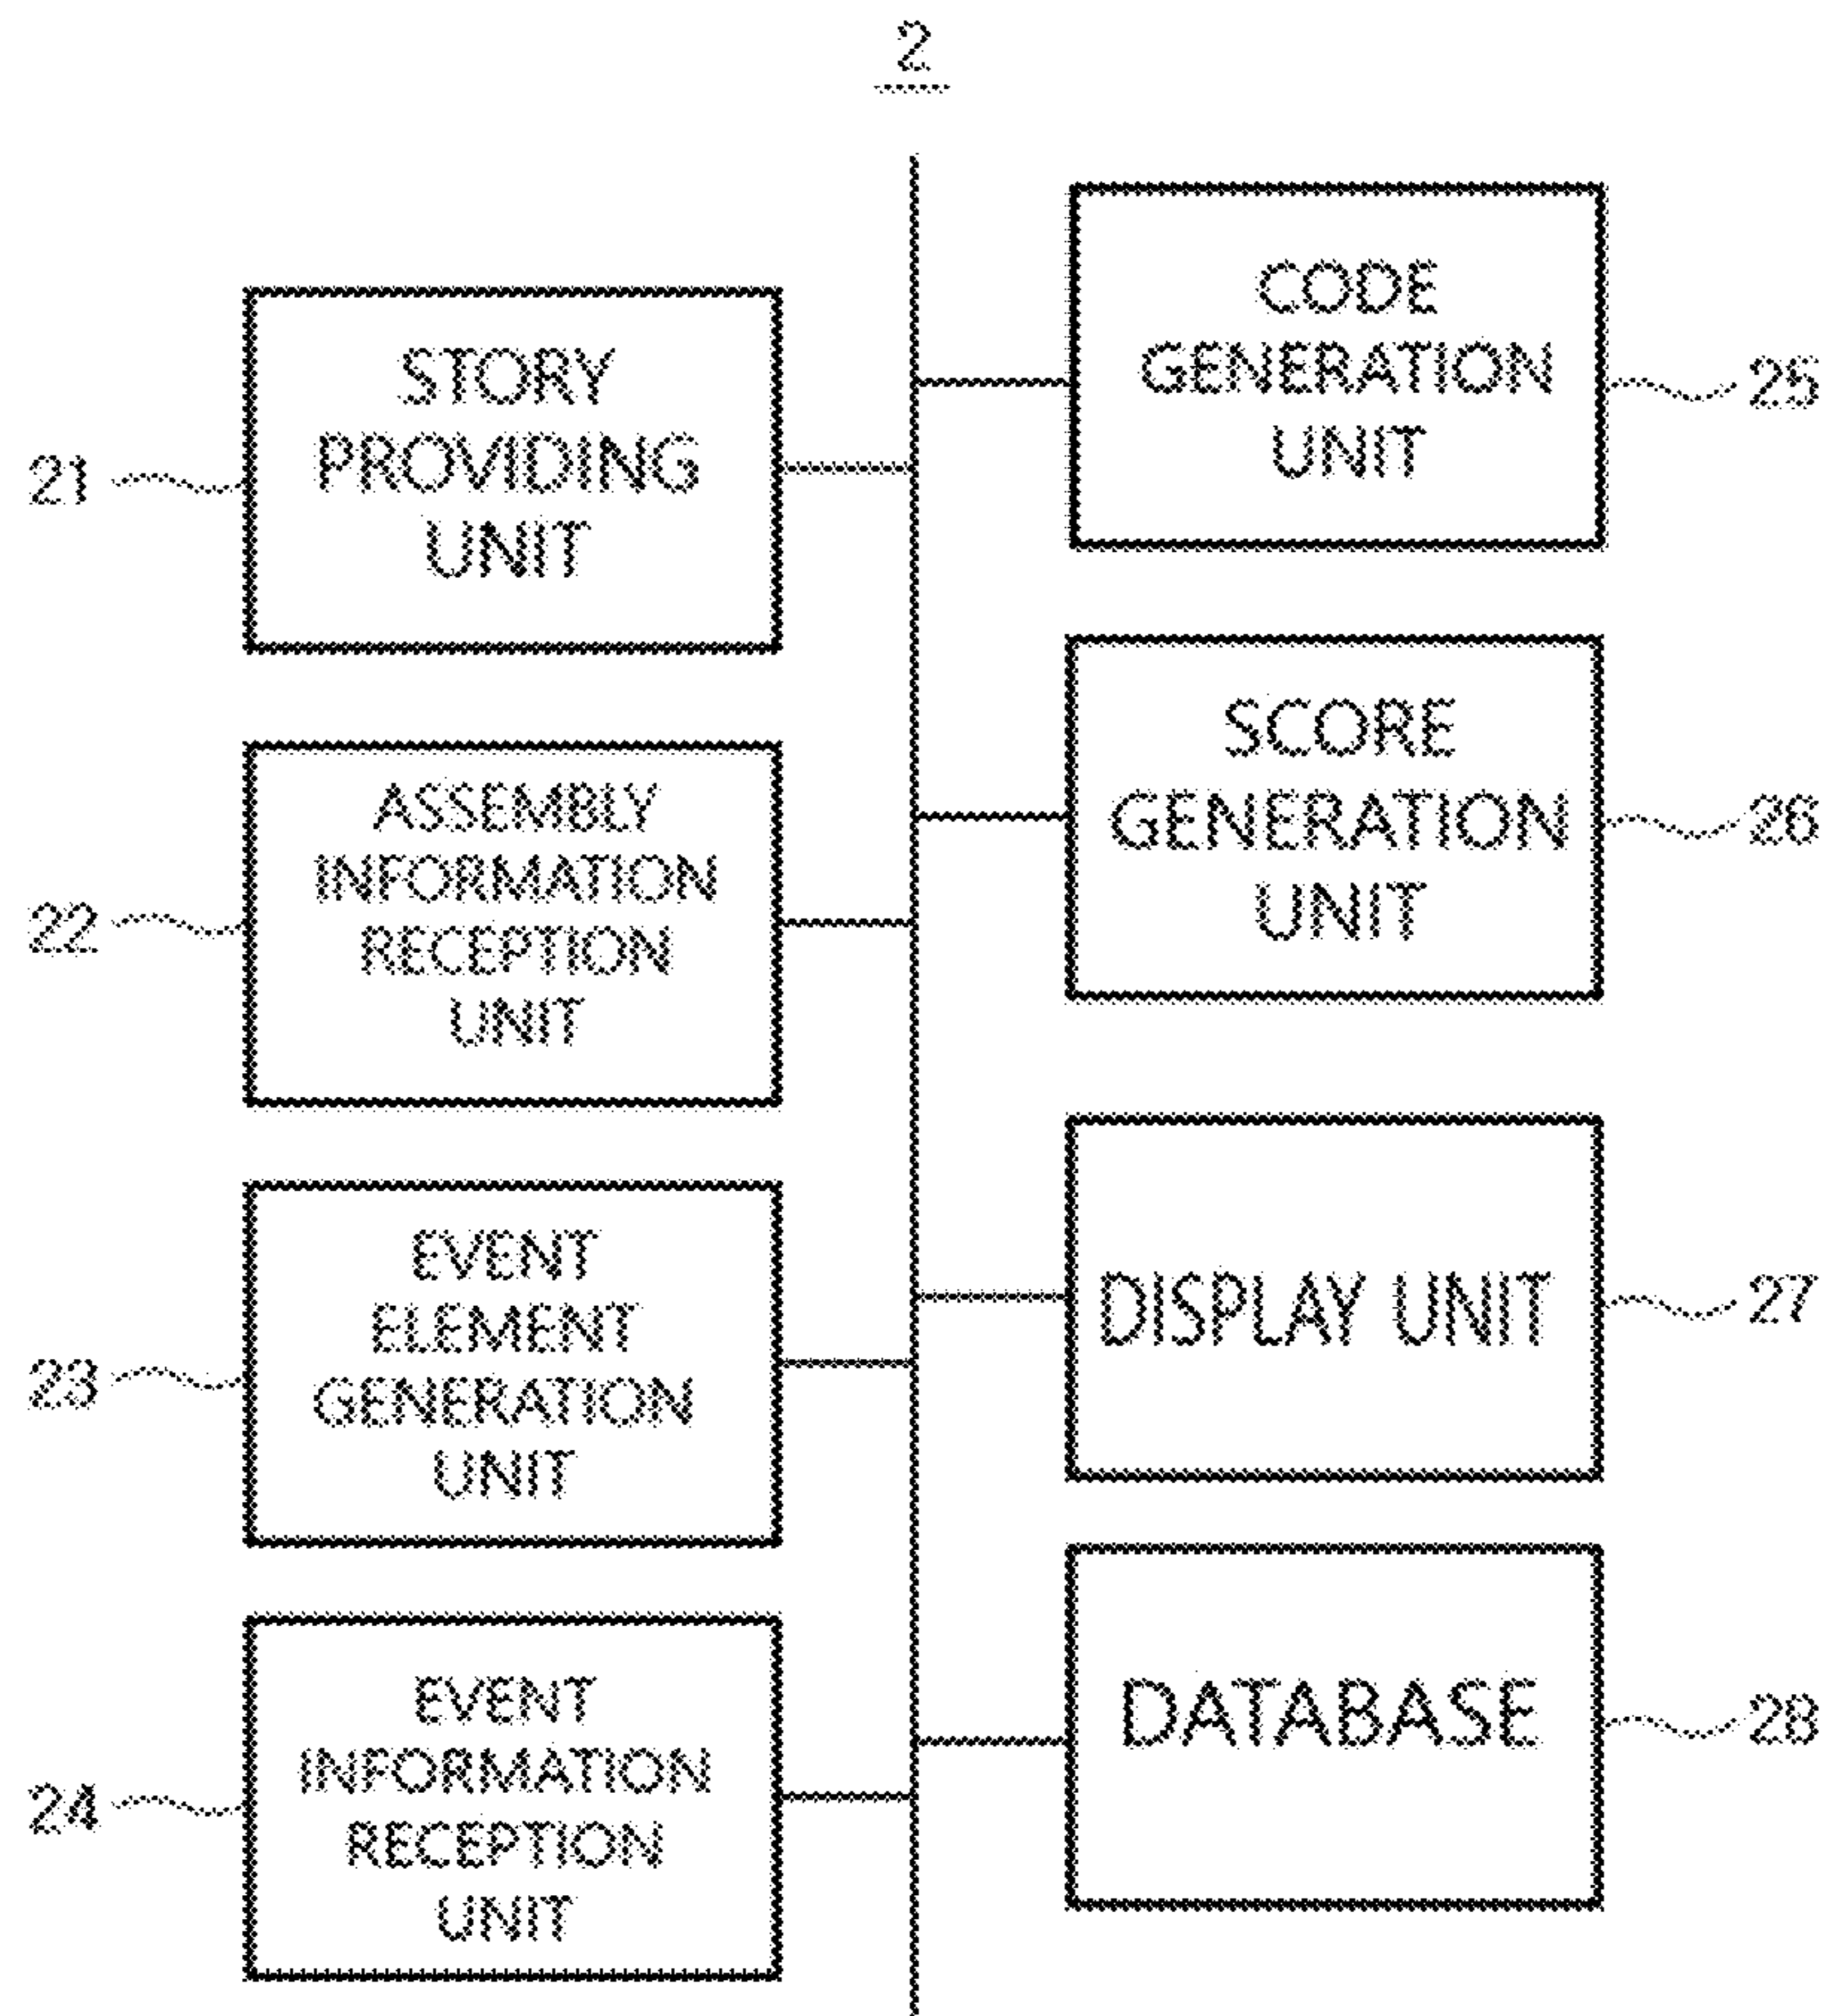 2
21
STORY
PROVIDING
UNIT
22
ASSEMBLY
INFORMATION
RECEPTION
UNIT
23
EVENT
ELEMENT
GENERATION
UNIT
24
EVENT
INFORMATION
RECEPTION
UNIT
CODE
GENERATION
UNIT
25
SCORE
GENERATION
UNIT
26
DISPLAY UNIT
27
DATABASE
28